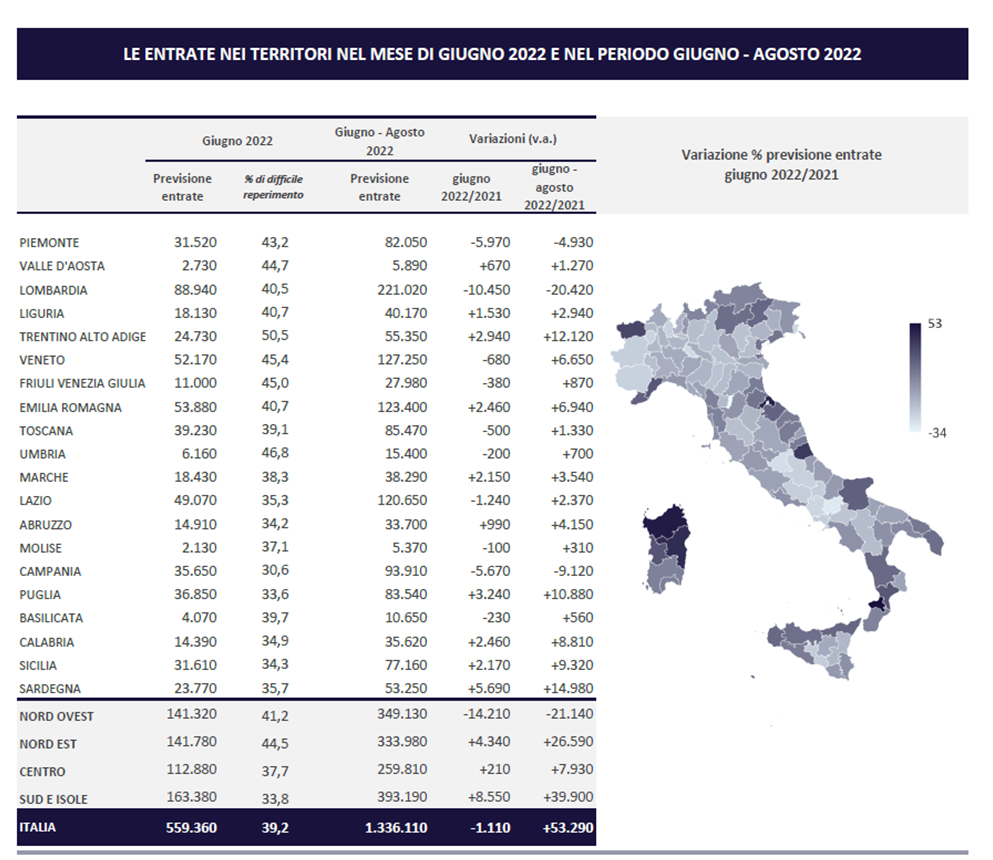 LE ENTRATE NEI TERRITORI NEL MESE DI GIUGNO 2022 E NEL PERIODO GIUGNO - AGOSTO 2022
Giugno 2022 Giugno - Agosto 2022 Variazioni (v.a.)
Previsione entrate % di difficile reperimento Previsione entrate giugno 2022/2021 giugno - agosto 2022/2021
Variazione % previsione entrate
giugno 2022/2021
PIEMONTE 31.520 43,2 82.050 -5.970 -4.930
VALLE D'AOSTA 2.730 44,7 5.890 +670 +1.270
LOMBARDIA 88.940 40,5 221.020 -10.450 -20.420
LIGURIA 18.130 40,7 40.170 +1.530 +2.940
TRENTINO ALTO ADIGE 24.730 50,5 55.350 +2.940 +12.120
VENETO 52.170 45,4 127.250 -680 +6.650
FRIULI VENEZIA GIULIA 11.000 45,0 27.980 -380 +870
EMILIA ROMAGNA 53.880 40,7 123.400 +2.460 +6.940
TOSCANA 39.230 39,1 85.470 -500 +1.330
UMBRIA 6.160 46,8 15.400 -200 +700
MARCHE 18.430 38,3 38.290 +2.150 +3.540
LAZIO 49.070 35,3 120.650 -1.240 +2.370
ABRUZZO 14.910 34,2 33.700 +990 +4.150
MOLISE 2.130 37,1 5.370 -100 +310
CAMPANIA 35.650 30,6 93.910 -5.670 -9.120
PUGLIA 36.850 33,6 83.540 +3.240 +10.880
BASILICATA 4.070 39,7 10.650 -230 +560
CALABRIA 14.390 34,9 35.620 +2.460 +8.810
SICILIA 31.610 34,3 77.160 +2.170 +9.320
SARDEGNA 23.770 35,7 53.250 +5.690 +14.980
NORD OVEST 141.320 41,2 349.130 -14.210 -21.140
NORD EST 141.780 44,5 333.980 +4.340 +26.590
CENTRO 112.880 37,7 259.810 +210 +7.930
SUD E ISOLE 163.380 33,8 393.190 +8.550 +39.900
ITALIA 559.360 39,2 1.336.110 -1.110 +53.290
53
-34